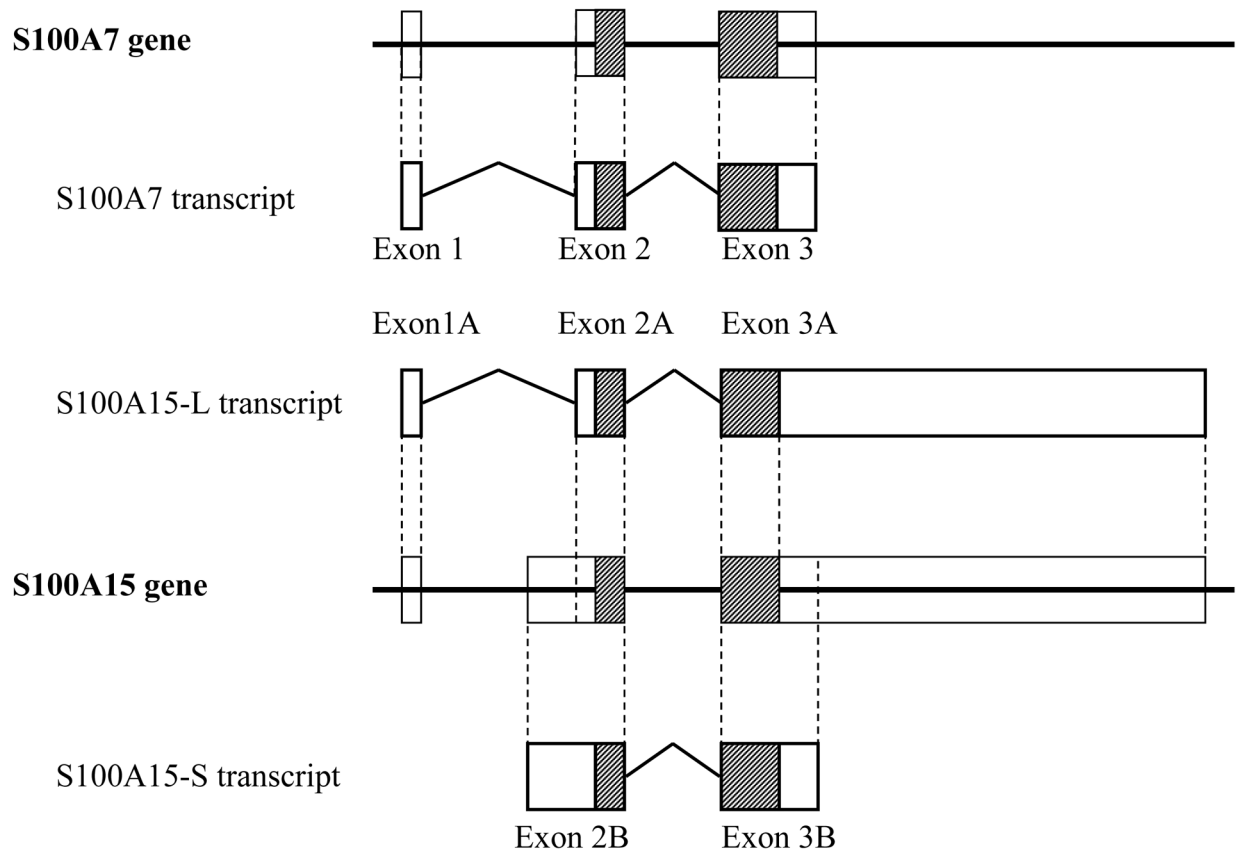 S100A7 gene
S100A7 transcript
Exon 1 Exon 2 Exon 3
Exon1A Exon 2A Exon 3A
S100A15-L transcript
S100A15 gene
S100A15-S transcript
Exon 2B Exon 3B